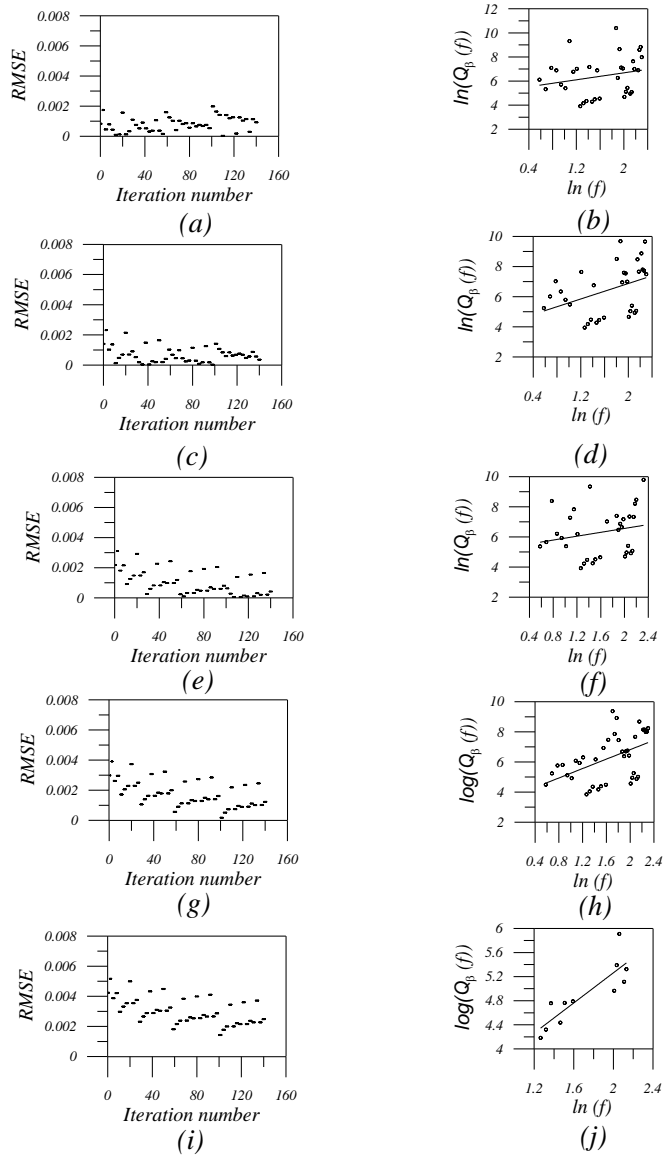 0.008
0.006
0.004
0.002
0
RMSE
0 40 80 120 160
Iteration number
(a)
12
10
8
6
4
2
ln(Qβ (f))
0.4 1.2 2
ln (f)
(b)
0.008
0.006
0.004
0.002
0
RMSE
0 40 80 120 160
Iteration number
(c)
10
8
6
4
2
ln(Qβ (f))
0.4 1.2 2
ln (f)
(d)
0.008
0.006
0.004
0.002
0
RMSE
0 40 80 120 160
Iteration number
(e)
10
8
6
4
2
ln(Qβ (f))
0.4 0.8 1.2 1.6 2 2.4
ln (f)
(f)
0.008
0.006
0.004
0.002
0
RMSE
0 40 80 120 160
Iteration number
(g)
10
8
6
4
2
log(Qβ (f))
0.4 0.8 1.2 1.6 2 2.4
ln (f)
(h)
0.008
0.006
0.004
0.002
0
RMSE
0 40 80 120 160
Iteration number
(i)
6
5.6
5.2
4.8
4.4
4
log(Qβ (f))
1.2 1.6 2 2.4
ln (f)
(j)